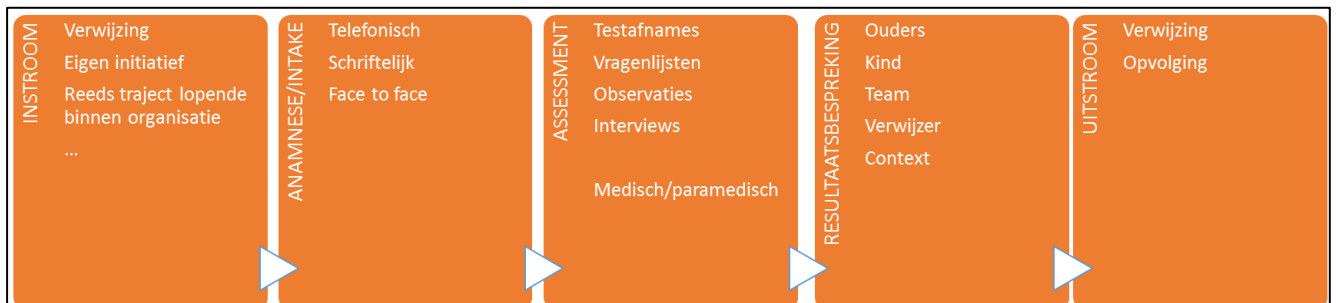 INSTROOM
Verwijzing
Eigen initiatief
Reeds traject lopende
binnen organisatie
...
ANAMNESE/INTAKE
Telefonisch
Schriftelijk
Face to face
ASSESSMENT
Testafnames
Vragenlijsten
Observaties
Interviews
Medisch/paramedisch
RESULTAATSBESPREKING
Ouders
Kind
Team
Verwijzer
Context
UITSTROOM
Verwijzing
Opvolging